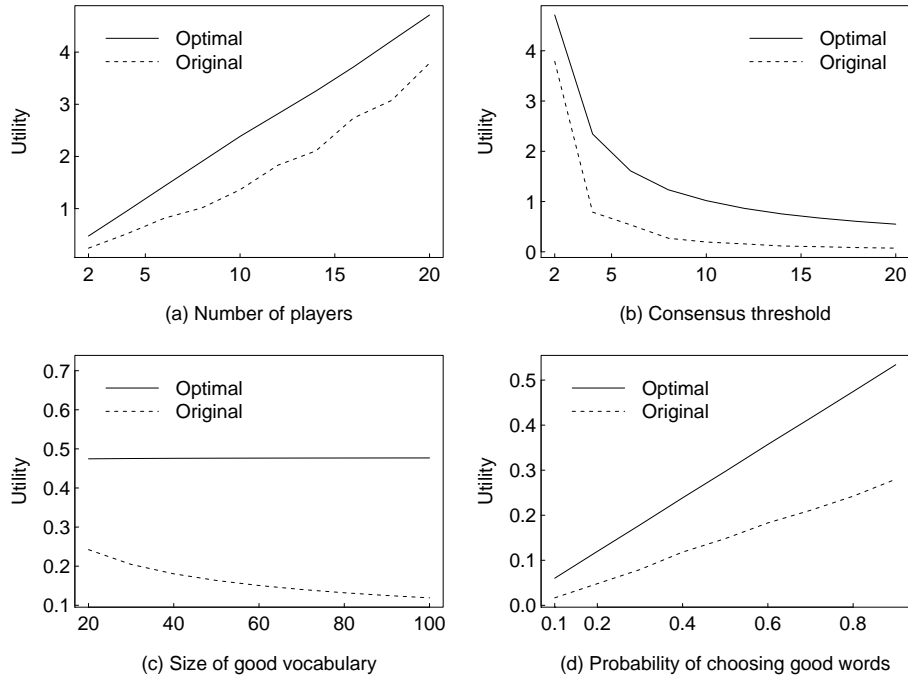 Optimal
Original
Utility
4
3
2
1
2 5 10 15 20
(a) Number of players
Optimal
Original
Utility
4
3
2
1
0
2 5 10 15 20
(b) Consensus threshold
Optimal
Original
Utility
0.7
0.6
0.5
0.4
0.3
0.2
0.1
20 40 60 80 100
(c) Size of good vocabulary
Optimal
Original
Utility
0.5
0.4
0.3
0.2
0.1
0.0
0.1 0.2 0.4 0.6 0.8
(d) Probability of choosing good words